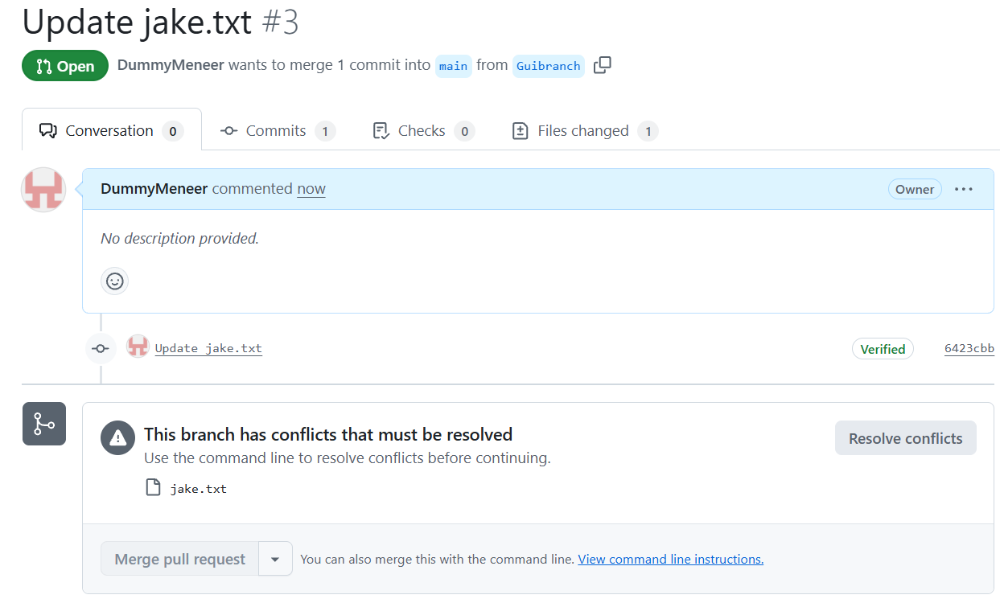 Update jake.txt #3
Open DummyMeneer wants to merge 1 commit into main from Guibranch
Conversation 0 Commits 1 Checks 0 Files changed 1
DummyMeneer commented now Owner
No description provided.
Update jake.txt Verified 6423cbb
This branch has conflicts that must be resolved
Resolve conflicts
Use the command line to resolve conflicts before continuing.
jake.txt
Merge pull request You can also merge this with the command line. View command line instructions.